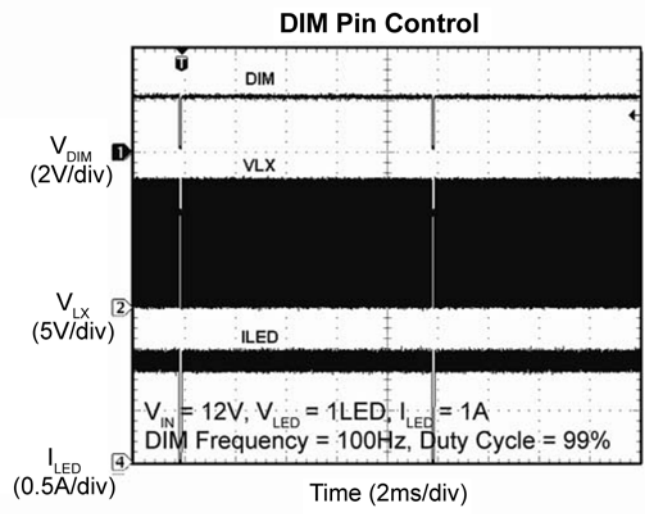 DIM Pin Control
T
DIM
V_DIM
(2V/div)
1
VLX
V_LX
(5V/div)
2
ILED
V_IN = 12V, V_LED = 1LED, I_LED = 1A
DIM Frequency = 100Hz, Duty Cycle = 99%
I_LED
(0.5A/div)
4
Time (2ms/div)